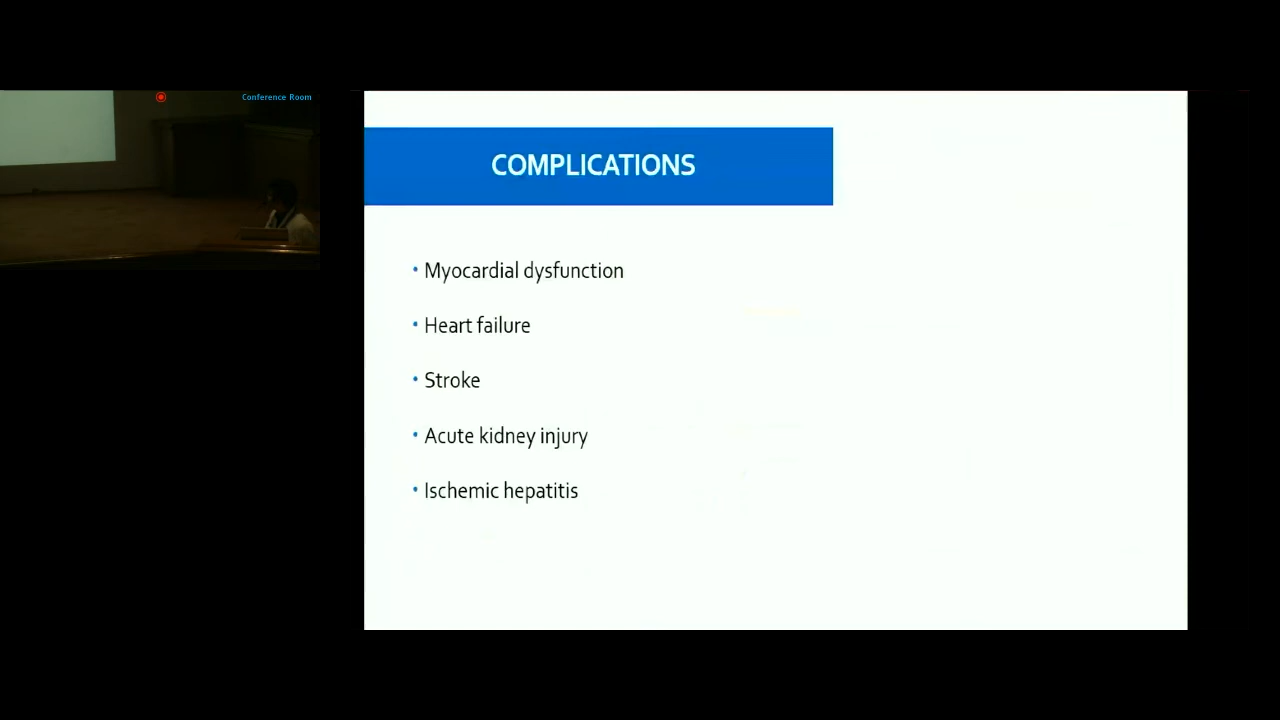 Conference Room
COMPLICATIONS
• Myocardial dysfunction
• Heart failure
• Stroke
• Acute kidney injury
• Ischemic hepatitis